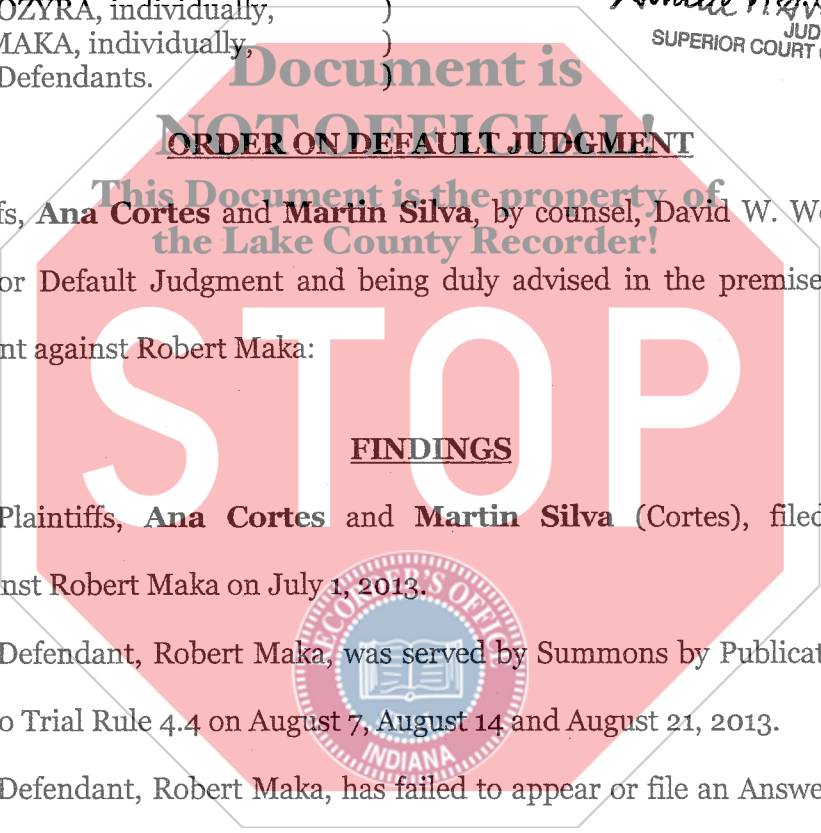 OZYRA, individually, )
MAKA, individually, )
Defendants. )
JUD
SUPERIOR COURT
Document is
NOT OFFICIAL!
ORDER ON DEFAULT JUDGMENT
This Document is the property of
the Lake County Recorder!
fs, Ana Cortes and Martin Silva, by counsel, David W. We
or Default Judgment and being duly advised in the premise
nt against Robert Maka:
STOP
FINDINGS
Plaintiffs, Ana Cortes and Martin Silva (Cortes), filed
nst Robert Maka on July 1, 2013.
RECORDER'S OFFICE
Defendant, Robert Maka, was served by Summons by Publicat
o Trial Rule 4.4 on August 7, August 14 and August 21, 2013.
INDIANA
Defendant, Robert Maka, has failed to appear or file an Answe